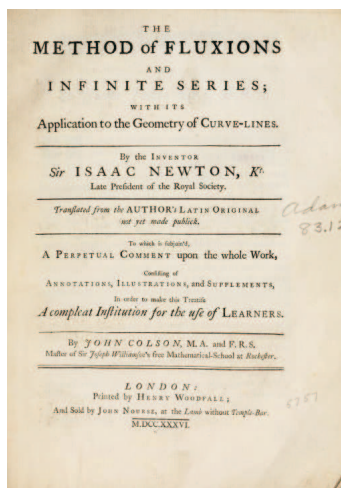 THE
METHOD of FLUXIONS
AND
INFINITE SERIES;
WITH ITS
Application to the Geometry of CURVE-LINES.
By the INVENTOR
Sir ISAAC NEWTON, Kt.
Late President of the Royal Society.
Translated from the AUTHOR's LATIN ORIGINAL
not yet made publick.
To which is subjoin'd,
A PERPETUAL COMMENT upon the whole Work,
Consisting of
ANNOTATIONS, ILLUSTRATIONS, and SUPPLEMENTS,
In order to make this Treatise
A compleat Institution for the use of LEARNERS.
By JOHN COLSON, M.A. and F.R.S.
Master of Sir Joseph Williamson's free Mathematical-School at Rochester.
LONDON:
Printed by HENRY WOODFALL;
And Sold by JOHN NOURSE, at the Lamb without Temple-Bar.
M.DCC.XXXVI.
Adam
83.12